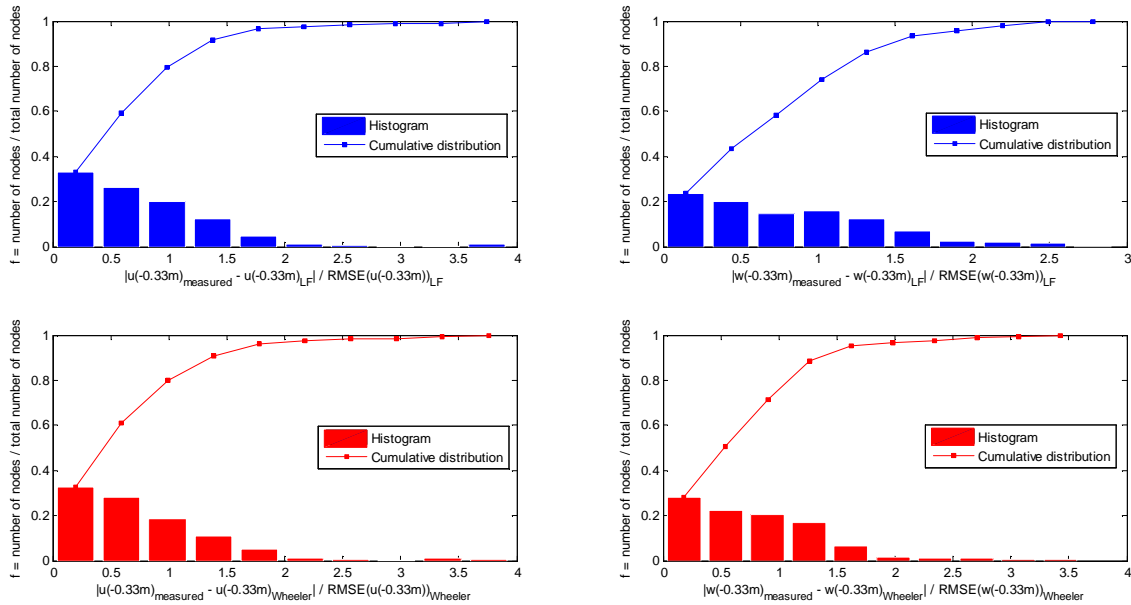 f = number of nodes / total number of nodes
1
0.8
0.6
0.4
0.2
0
0 0.5 1 1.5 2 2.5 3 3.5 4
Histogram
Cumulative distribution
|u(-0.33m)measured - u(-0.33m)LF| / RMSE(u(-0.33m))LF
f = number of nodes / total number of nodes
1
0.8
0.6
0.4
0.2
0
0 0.5 1 1.5 2 2.5 3
Histogram
Cumulative distribution
|w(-0.33m)measured - w(-0.33m)LF| / RMSE(w(-0.33m))LF
f = number of nodes / total number of nodes
1
0.8
0.6
0.4
0.2
0
0 0.5 1 1.5 2 2.5 3 3.5 4
Histogram
Cumulative distribution
|u(-0.33m)measured - u(-0.33m)Wheeler| / RMSE(u(-0.33m))Wheeler
f = number of nodes / total number of nodes
1
0.8
0.6
0.4
0.2
0
0 0.5 1 1.5 2 2.5 3 3.5 4
Histogram
Cumulative distribution
|w(-0.33m)measured - w(-0.33m)Wheeler| / RMSE(w(-0.33m))Wheeler